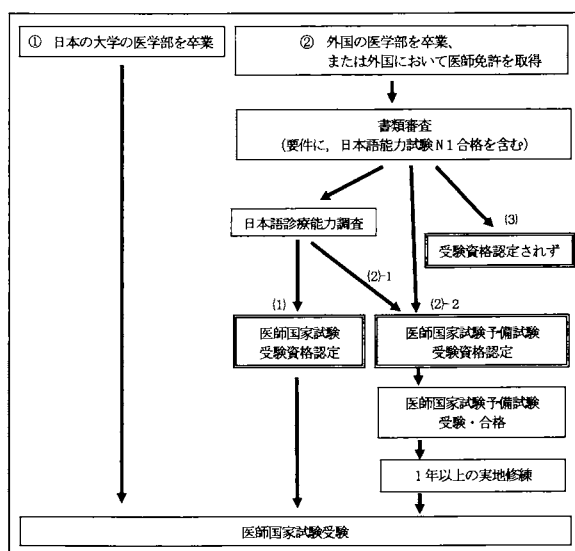 ① 日本の大学の医学部を卒業
② 外国の医学部を卒業、
または外国において医師免許を取得
書類審査
(要件に、日本語能力試験N1合格を含む)
日本語診療能力調査
(3)
受験資格認定されず
(2)-1
(1)
(2)-2
医師国家試験
受験資格認定
医師国家試験予備試験
受験資格認定
医師国家試験予備試験
受験・合格
1年以上の実地修練
医師国家試験受験